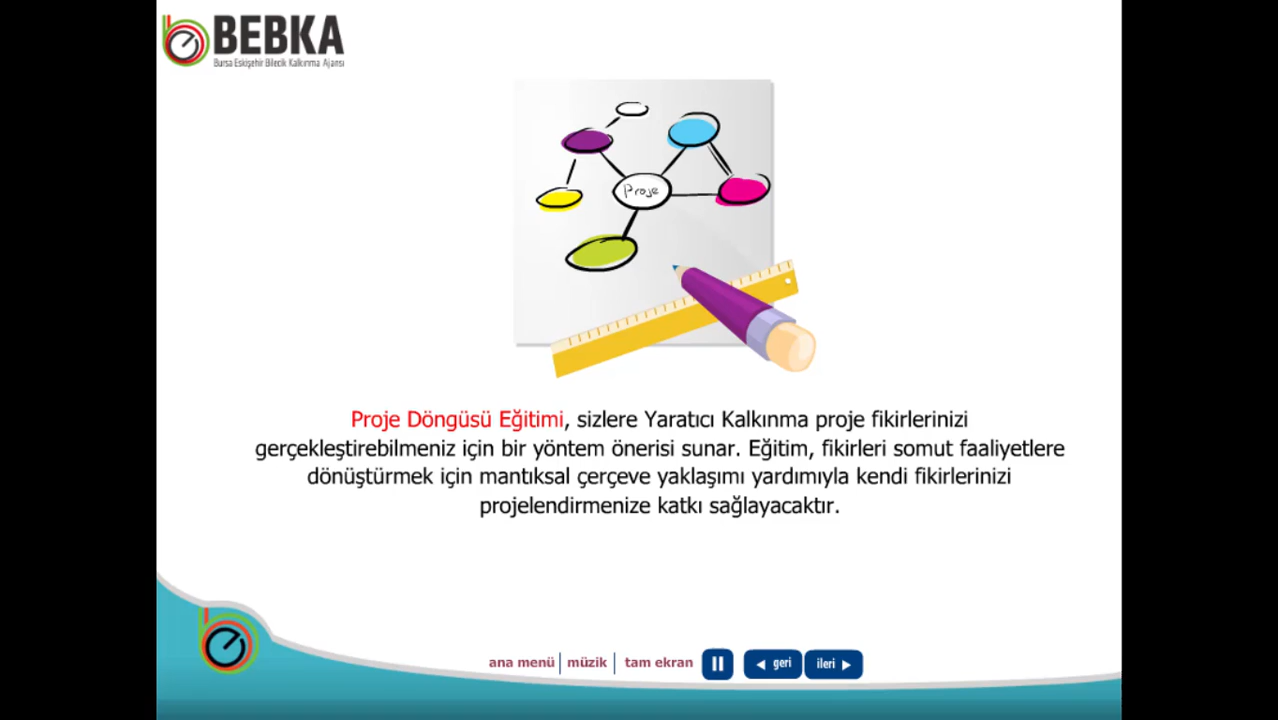 BEBKA
Bursa Eskişehir Bilecik Kalkınma Ajansı
Proje
Proje Döngüsü Eğitimi, sizlere Yaratıcı Kalkınma proje fikirlerinizi
gerçekleştirebilmeniz için bir yöntem önerisi sunar. Eğitim, fikirleri somut faaliyetlere
dönüştürmek için mantıksal çerçeve yaklaşımı yardımıyla kendi fikirlerinizi
projelendirmenize katkı sağlayacaktır.
ana menü müzik tam ekran geri ileri